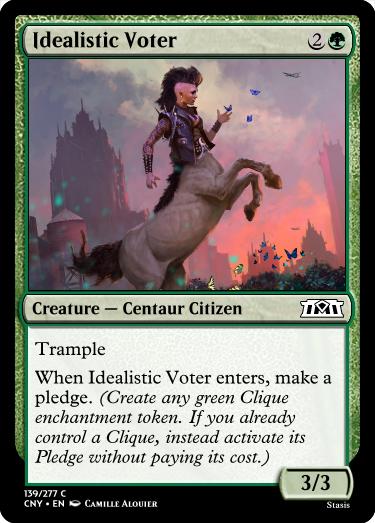 Idealistic Voter 2
Creature — Centaur Citizen
Trample
When Idealistic Voter enters, make a
pledge. (Create any green Clique
enchantment token. If you already
control a Clique, instead activate its
Pledge without paying its cost.)
3/3
139/277 C
CNY • EN Camille Alquier
Stasis